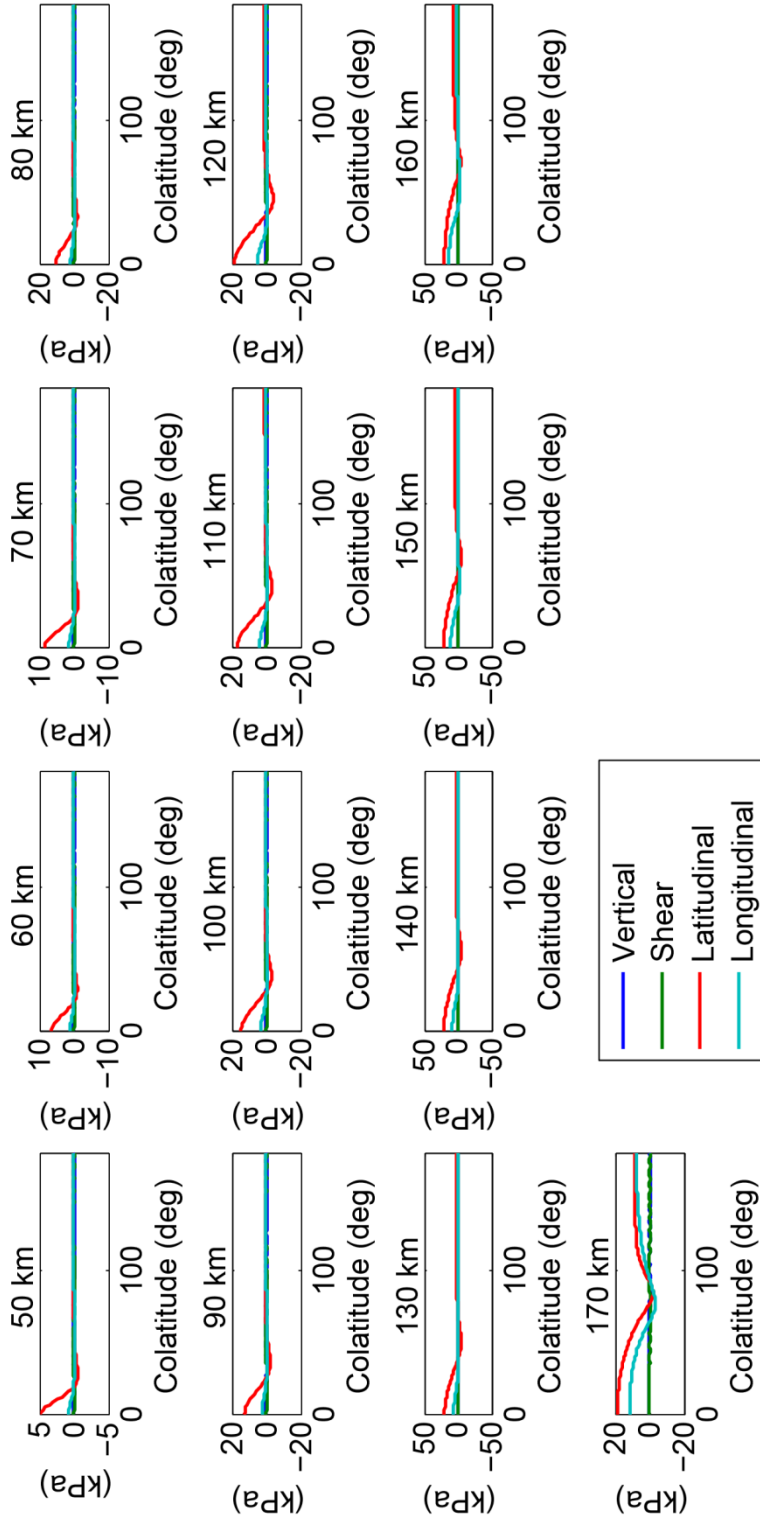 50 km
5
0
−5
(kPa)
0 100
Colatitude (deg)
60 km
10
0
−10
(kPa)
0 100
Colatitude (deg)
70 km
10
0
−10
(kPa)
0 100
Colatitude (deg)
80 km
20
0
−20
(kPa)
0 100
Colatitude (deg)
90 km
20
0
−20
(kPa)
0 100
Colatitude (deg)
100 km
20
0
−20
(kPa)
0 100
Colatitude (deg)
110 km
20
0
−20
(kPa)
0 100
Colatitude (deg)
120 km
20
0
−20
(kPa)
0 100
Colatitude (deg)
130 km
50
0
−50
(kPa)
0 100
Colatitude (deg)
140 km
50
0
−50
(kPa)
0 100
Colatitude (deg)
150 km
50
0
−50
(kPa)
0 100
Colatitude (deg)
160 km
50
0
−50
(kPa)
0 100
Colatitude (deg)
170 km
20
0
−20
(kPa)
0 100
Colatitude (deg)
Vertical
Shear
Latitudinal
Longitudinal